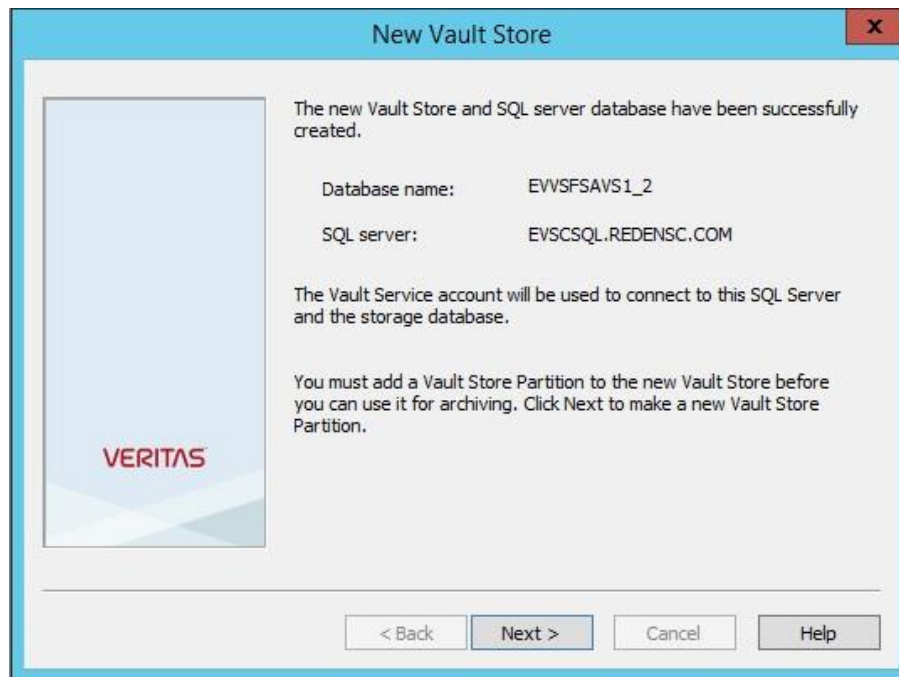 New Vault Store
x
The new Vault Store and SQL server database have been successfully
created.
Database name: EVVSFSAVS1_2
SQL server: EVSCSQL.REDENSC.COM
The Vault Service account will be used to connect to this SQL Server
and the storage database.
You must add a Vault Store Partition to the new Vault Store before
you can use it for archiving. Click Next to make a new Vault Store
Partition.
VERITAS
< Back Next > Cancel Help